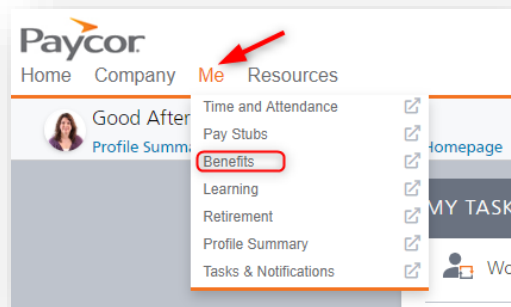 Paycor
Home Company Me Resources
Good After
Profile Summa
Homepage
Time and Attendance
Pay Stubs
Benefits
Learning
Retirement
Profile Summary
Tasks & Notifications
MY TASK
Wo